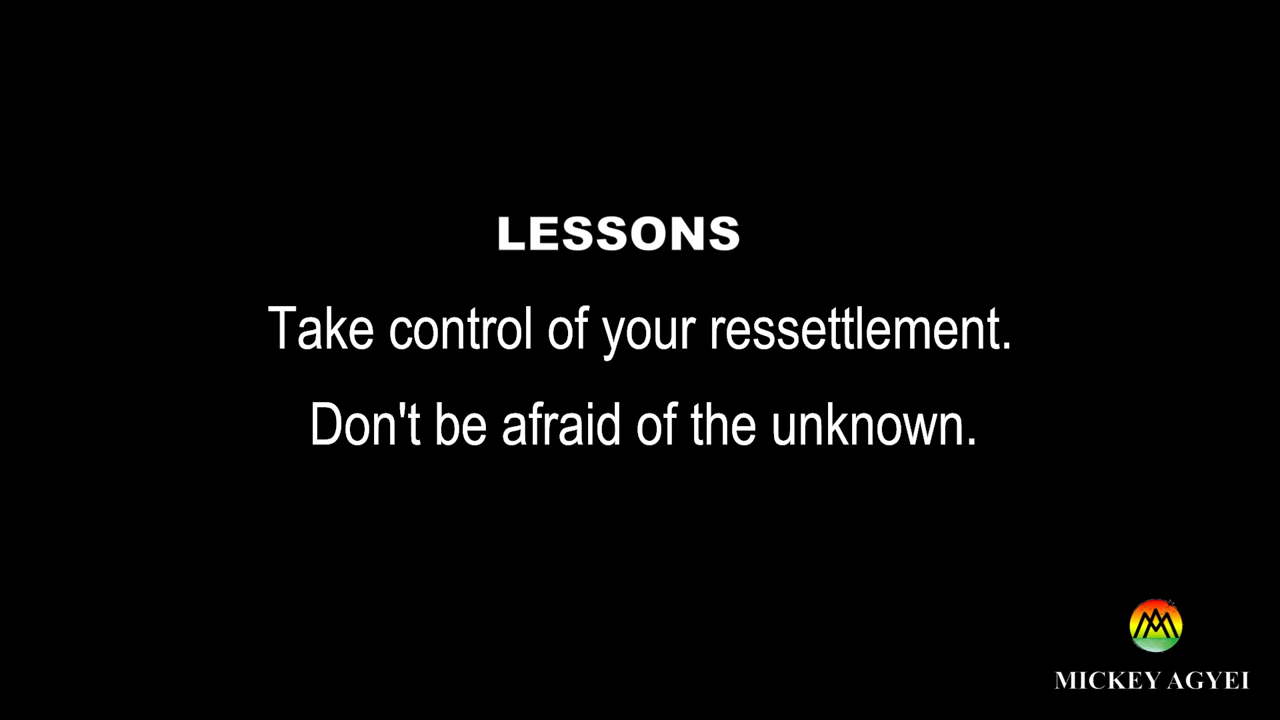 LESSONS
Take control of your ressettlement.
Don't be afraid of the unknown.
MICKEY AGYEI